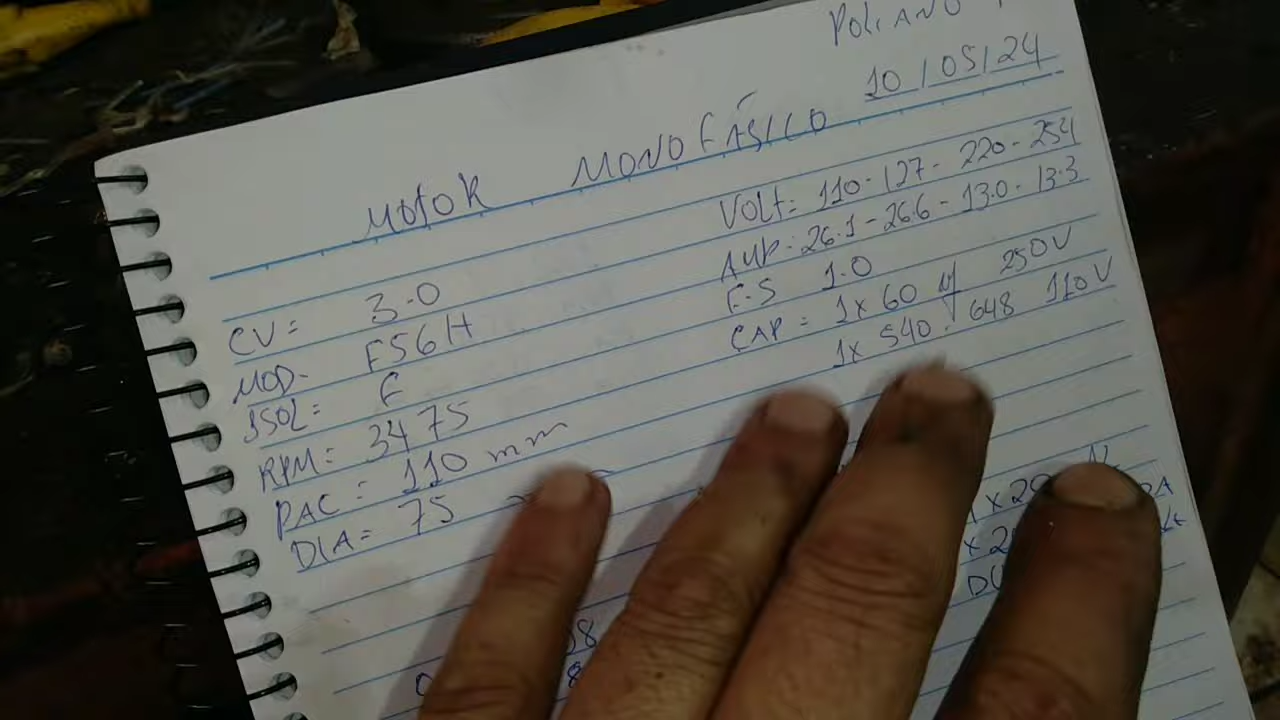 POLIANO
10/05/24
MOTOR MONOFÁSICO
CV= 3.0
MOD- F56H
ISOL= F
RPM= 3475
PAC= 110 mm
DIA= 75
VOLT= 110-127-220-254
AMP-26.1-26.6-13.0-13.3
F.S 1.0
CAP= 1x60 uf 250V
1x 540-648 110V